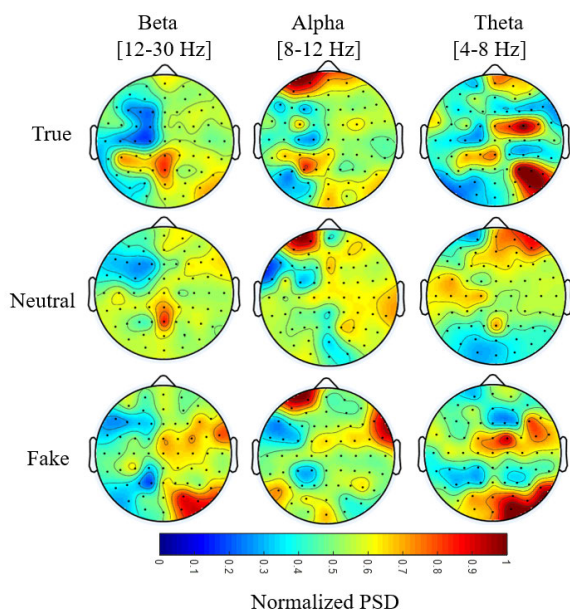 Beta Alpha Theta
[12-30 Hz] [8-12 Hz] [4-8 Hz]
True
Neutral
Fake
0 0.1 0.2 0.3 0.4 0.5 0.6 0.7 0.8 0.9 1
Normalized PSD